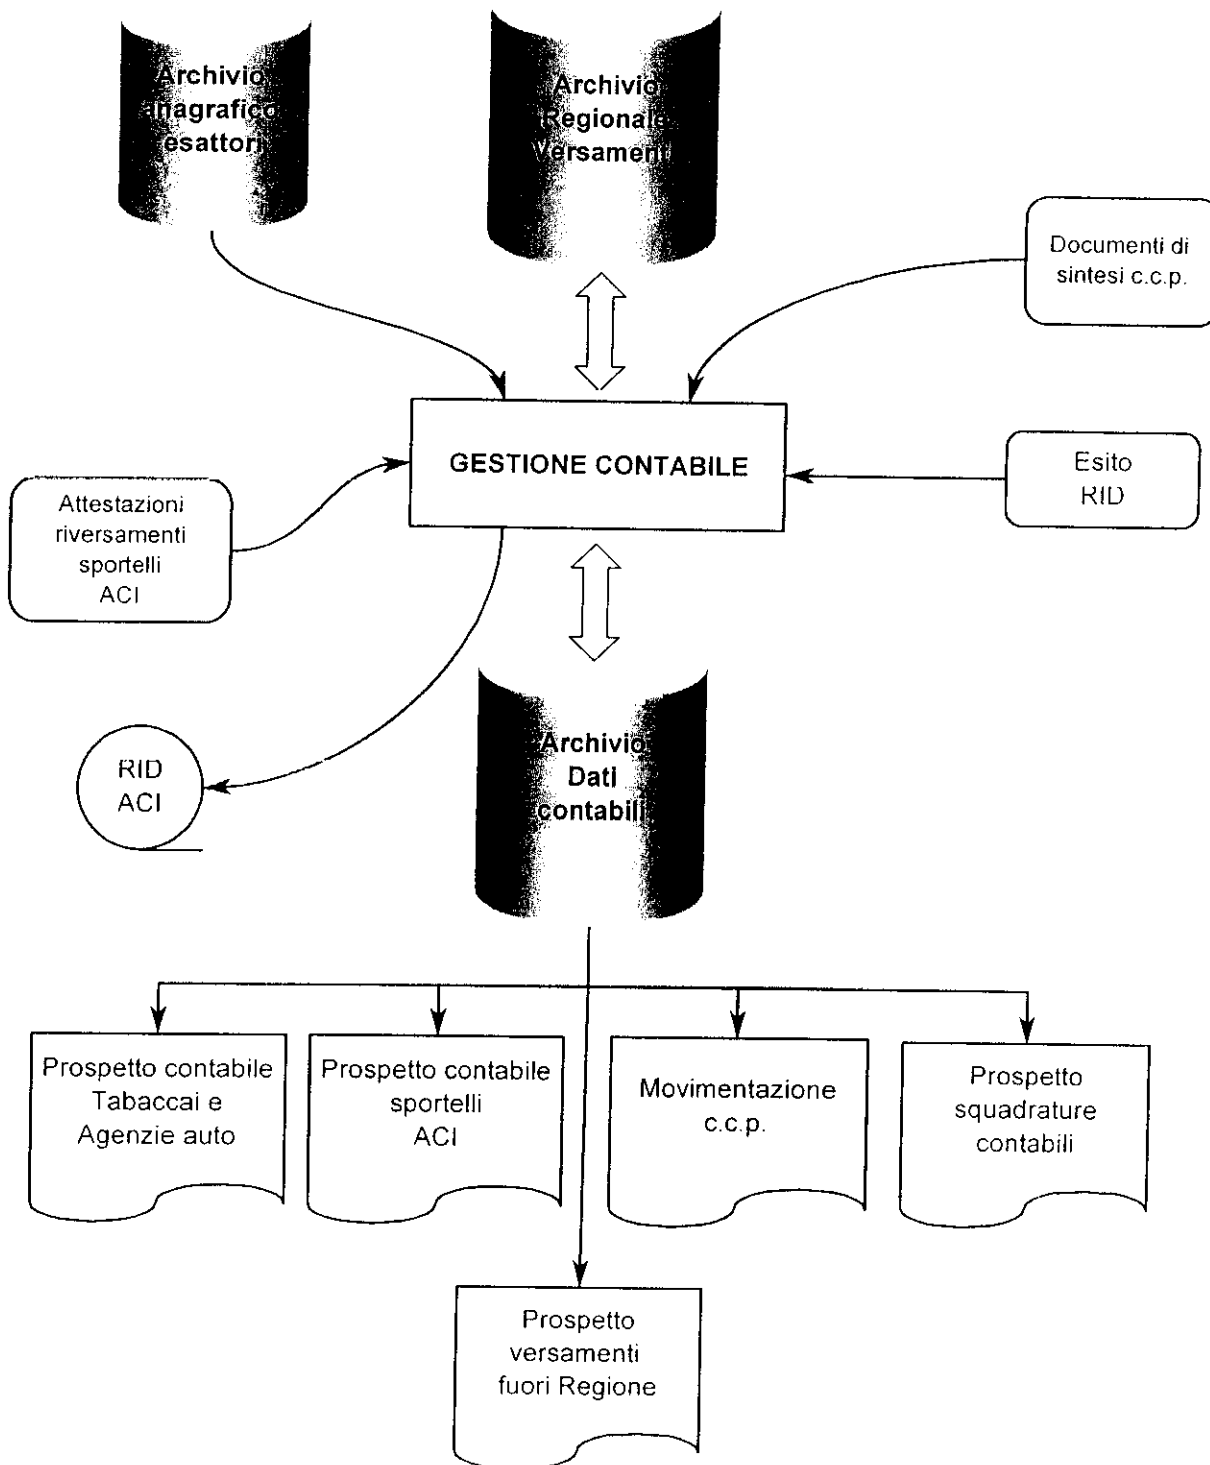 Archivio
anagrafico
esattori
Archivio
Regionale
Versamenti
Documenti di
sintesi c.c.p.
GESTIONE CONTABILE
Esito
RID
Attestazioni
riversamenti
sportelli
ACI
RID
ACI
Archivio
Dati
contabili
Prospetto contabile
Tabaccai e
Agenzie auto
Prospetto contabile
sportelli
ACI
Movimentazione
c.c.p.
Prospetto
squadrature
contabili
Prospetto
versamenti
fuori Regione